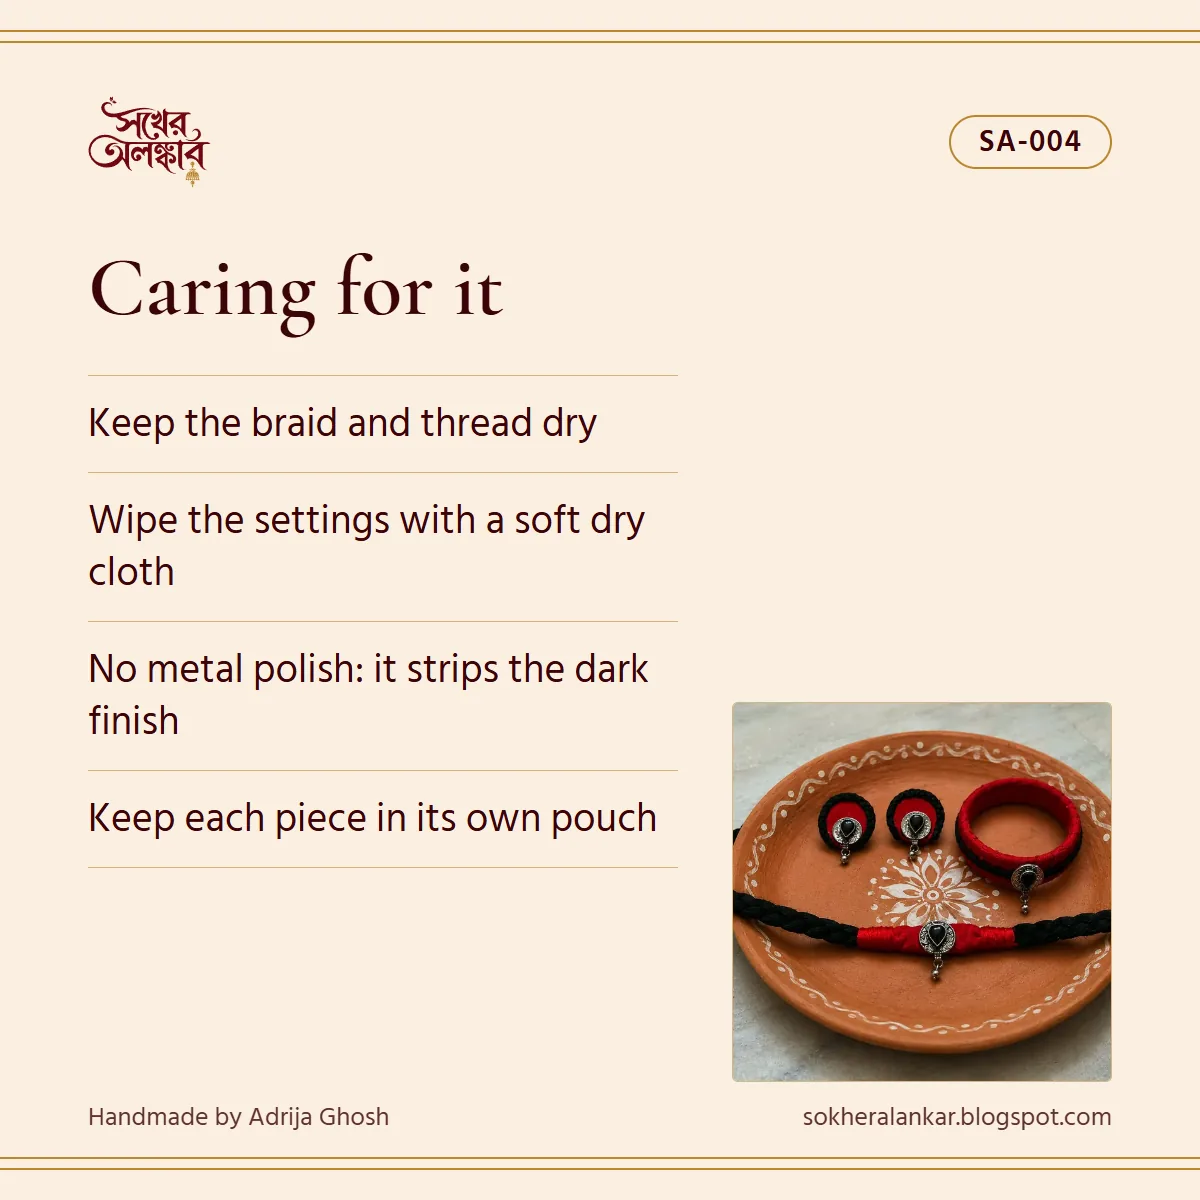 সখের
অলঙ্কার
SA-004
Caring for it
Keep the braid and thread dry
Wipe the settings with a soft dry
cloth
No metal polish: it strips the dark
finish
Keep each piece in its own pouch
Handmade by Adrija Ghosh
sokheralankar.blogspot.com